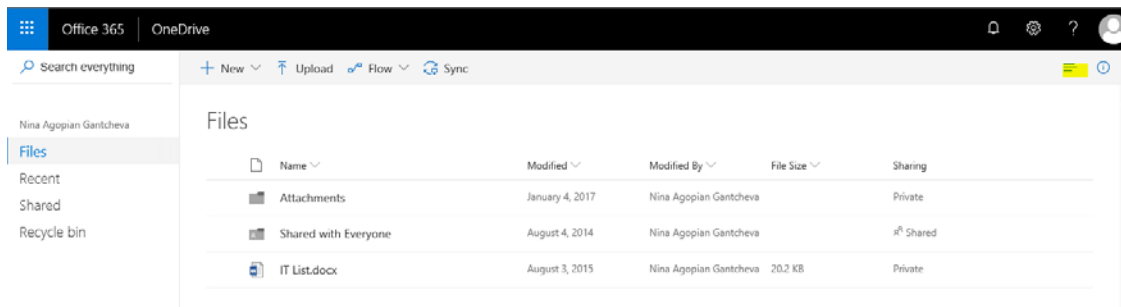 Office 365 OneDrive ?
Search everything + New Upload Flow Sync
Nina Agopian Gantcheva
Files
Files
Recent
Shared
Recycle bin
Name Modified Modified By File Size Sharing
Attachments January 4, 2017 Nina Agopian Gantcheva Private
Shared with Everyone August 4, 2014 Nina Agopian Gantcheva Shared
IT List.docx August 3, 2015 Nina Agopian Gantcheva 20.2 KB Private